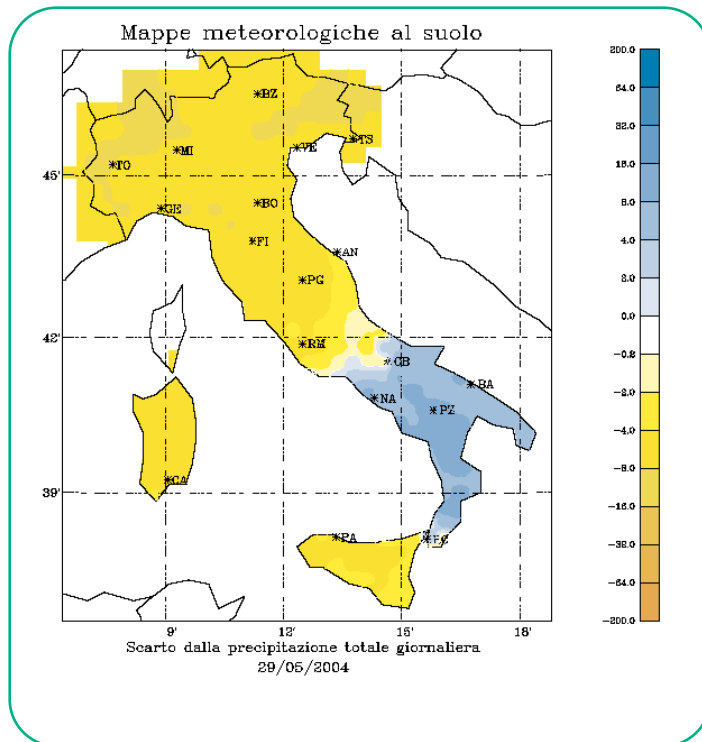 Mappe meteorologiche al suolo
200.0
64.0
32.0
16.0
8.0
4.0
2.0
0.0
-0.2
-2.0
-4.0
-8.0
-16.0
-32.0
-64.0
-200.0
BZ
TS
MI
VE
TO
45'
GE
BO
FI
AN
PG
42'
RM
CB
BA
NA
PZ
CA
39'
PA
RC
9'
12'
15'
18'
Scarto dalla precipitazione totale giornaliera
29/05/2004